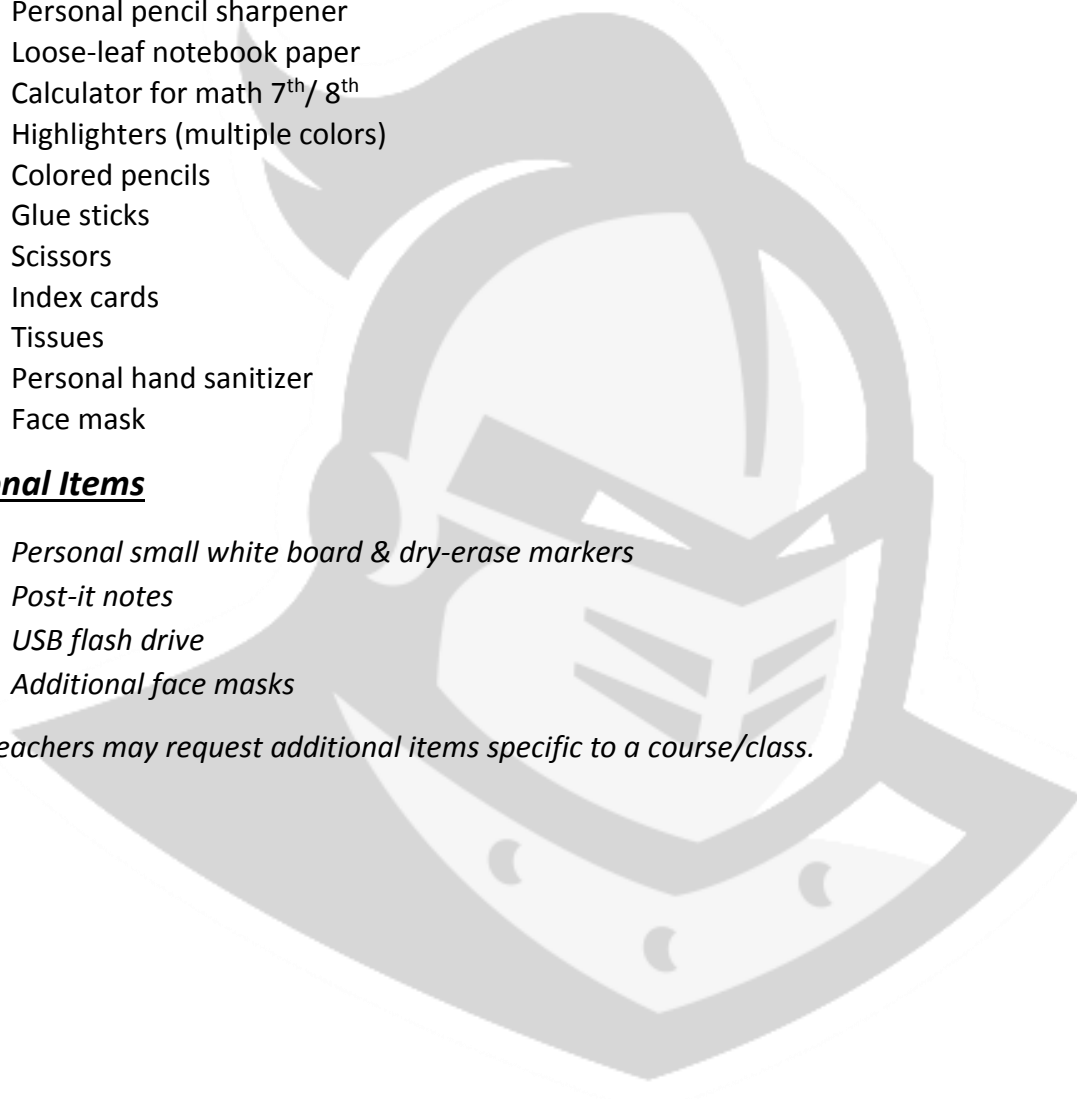 Personal pencil sharpener
Loose-leaf notebook paper
Calculator for math 7th/ 8th
Highlighters (multiple colors)
Colored pencils
Glue sticks
Scissors
Index cards
Tissues
Personal hand sanitizer
Face mask
onal Items
Personal small white board & dry-erase markers
Post-it notes
USB flash drive
Additional face masks
eachers may request additional items specific to a course/class.